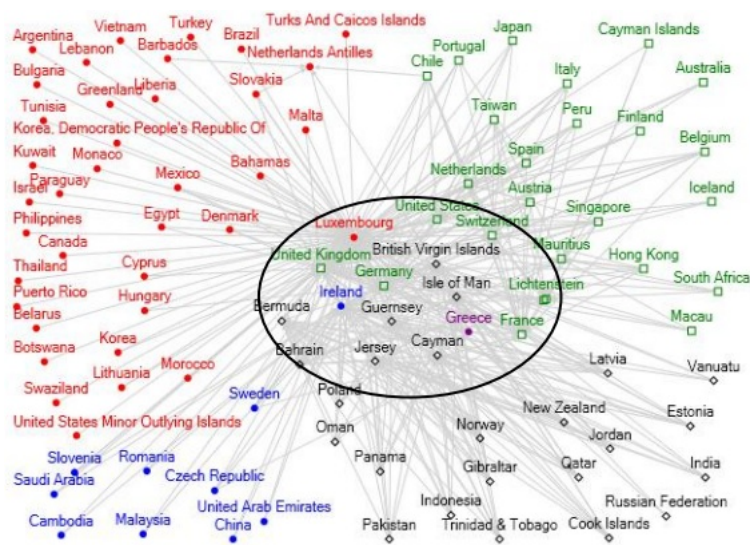 Turks And Caicos Islands
Argentina
Vietnam
Turkey
Brazil
Japan
Cayman Islands
Lebanon
Barbados
Netherlands Antilles
Portugal
Chile
Bulgaria
Greenland
Liberia
Slovakia
Italy
Australia
Tunisia
Malta
Taiwan
Peru
Finland
Korea, Democratic People's Republic Of
Belgium
Kuwait
Monaco
Bahamas
Spain
Netherlands
Israel
Paraguay
Mexico
Austria
Iceland
Philippines
Egypt
Denmark
Luxembourg
United States
Switzerlend
Singapore
Canada
United Kingdom
British Virgin Islands
Mauritius
Hong Kong
Thailand
Cyprus
Germany
Isle of Man
Lichtenstein
South Africa
Puerto Rico
Hungary
Ireland
Bermuda
Guernsey
Greece
France
Macau
Belarus
Botswana
Korea
Bahrain
Jersey
Cayman
Latvia
Vanuatu
Swaziland
Lithuania
Morocco
Sweden
Poland
United States Minor Outlying Islands
Oman
Norway
New Zealand
Estonia
Slovenia
Romania
Panama
Jordan
Saudi Arabia
Czech Republic
Gibraltar
Qatar
India
Cambodia
Malaysia
United Arab Emirates
China
Indonesia
Russian Federation
Pakistan
Trinidad & Tobago
Cook Islands